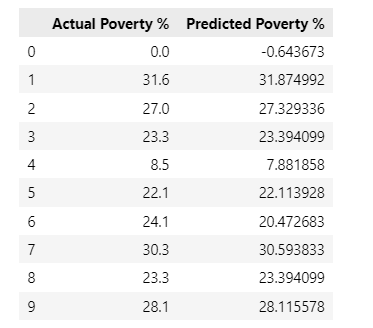 Actual Poverty % Predicted Poverty %
0 0.0 -0.643673
1 31.6 31.874992
2 27.0 27.329336
3 23.3 23.394099
4 8.5 7.881858
5 22.1 22.113928
6 24.1 20.472683
7 30.3 30.593833
8 23.3 23.394099
9 28.1 28.115578